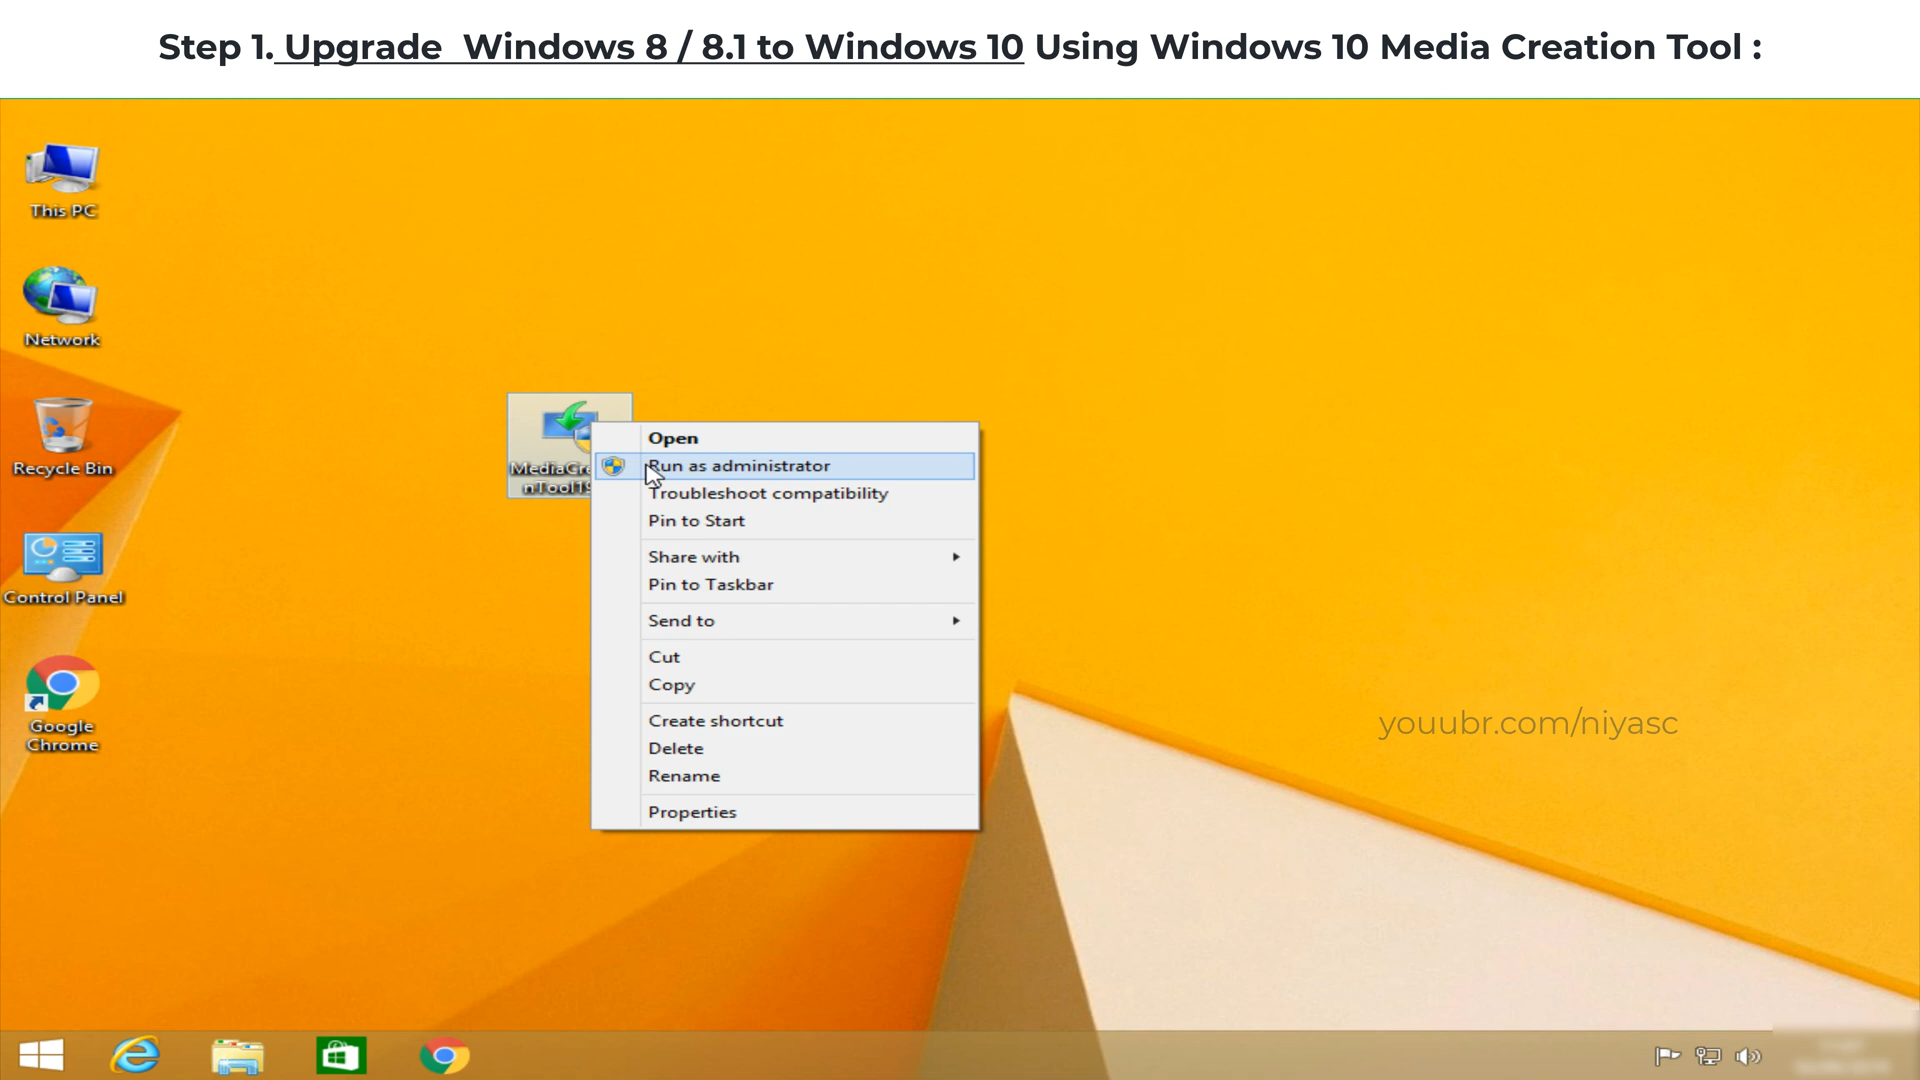 Step 1. Upgrade  Windows 8 / 8.1 to Windows 10 Using Windows 10 Media Creation Tool :
This PC
Network
Recycle Bin
Control Panel
Google
Chrome
Open
Run as administrator
Troubleshoot compatibility
Pin to Start
Share with
Pin to Taskbar
Send to
Cut
Copy
Create shortcut
Delete
Rename
Properties
youubr.com/niyasc